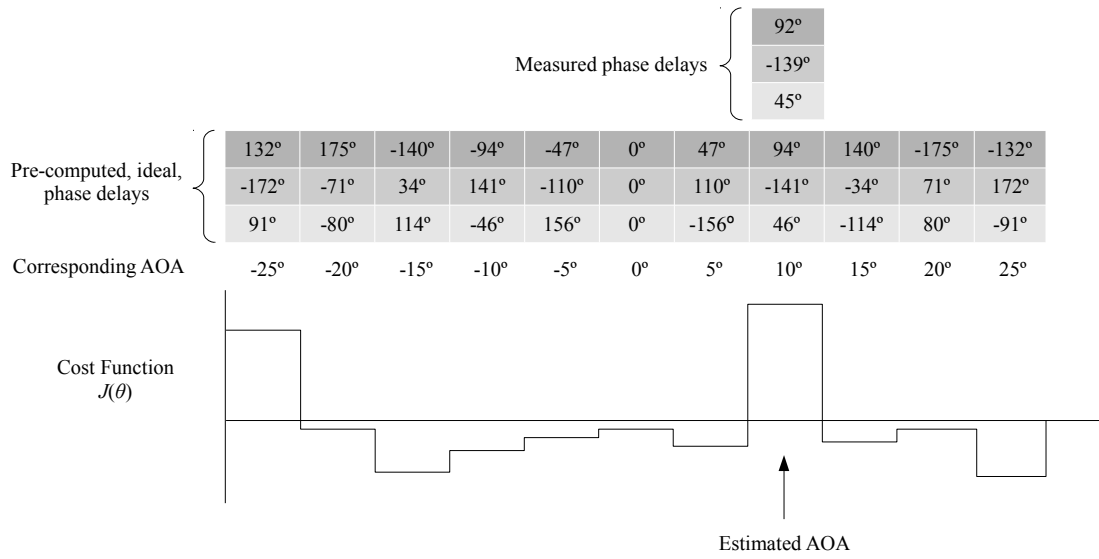 92º
Measured phase delays
-139º
45º
Pre-computed, ideal,
phase delays
132º 175º -140º -94º -47º 0º 47º 94º 140º -175º -132º
-172º -71º 34º 141º -110º 0º 110º -141º -34º 71º 172º
91º -80º 114º -46º 156º 0º -156º 46º -114º 80º -91º
Corresponding AOA -25º -20º -15º -10º -5º 0º 5º 10º 15º 20º 25º
Cost Function
J(θ)
Estimated AOA